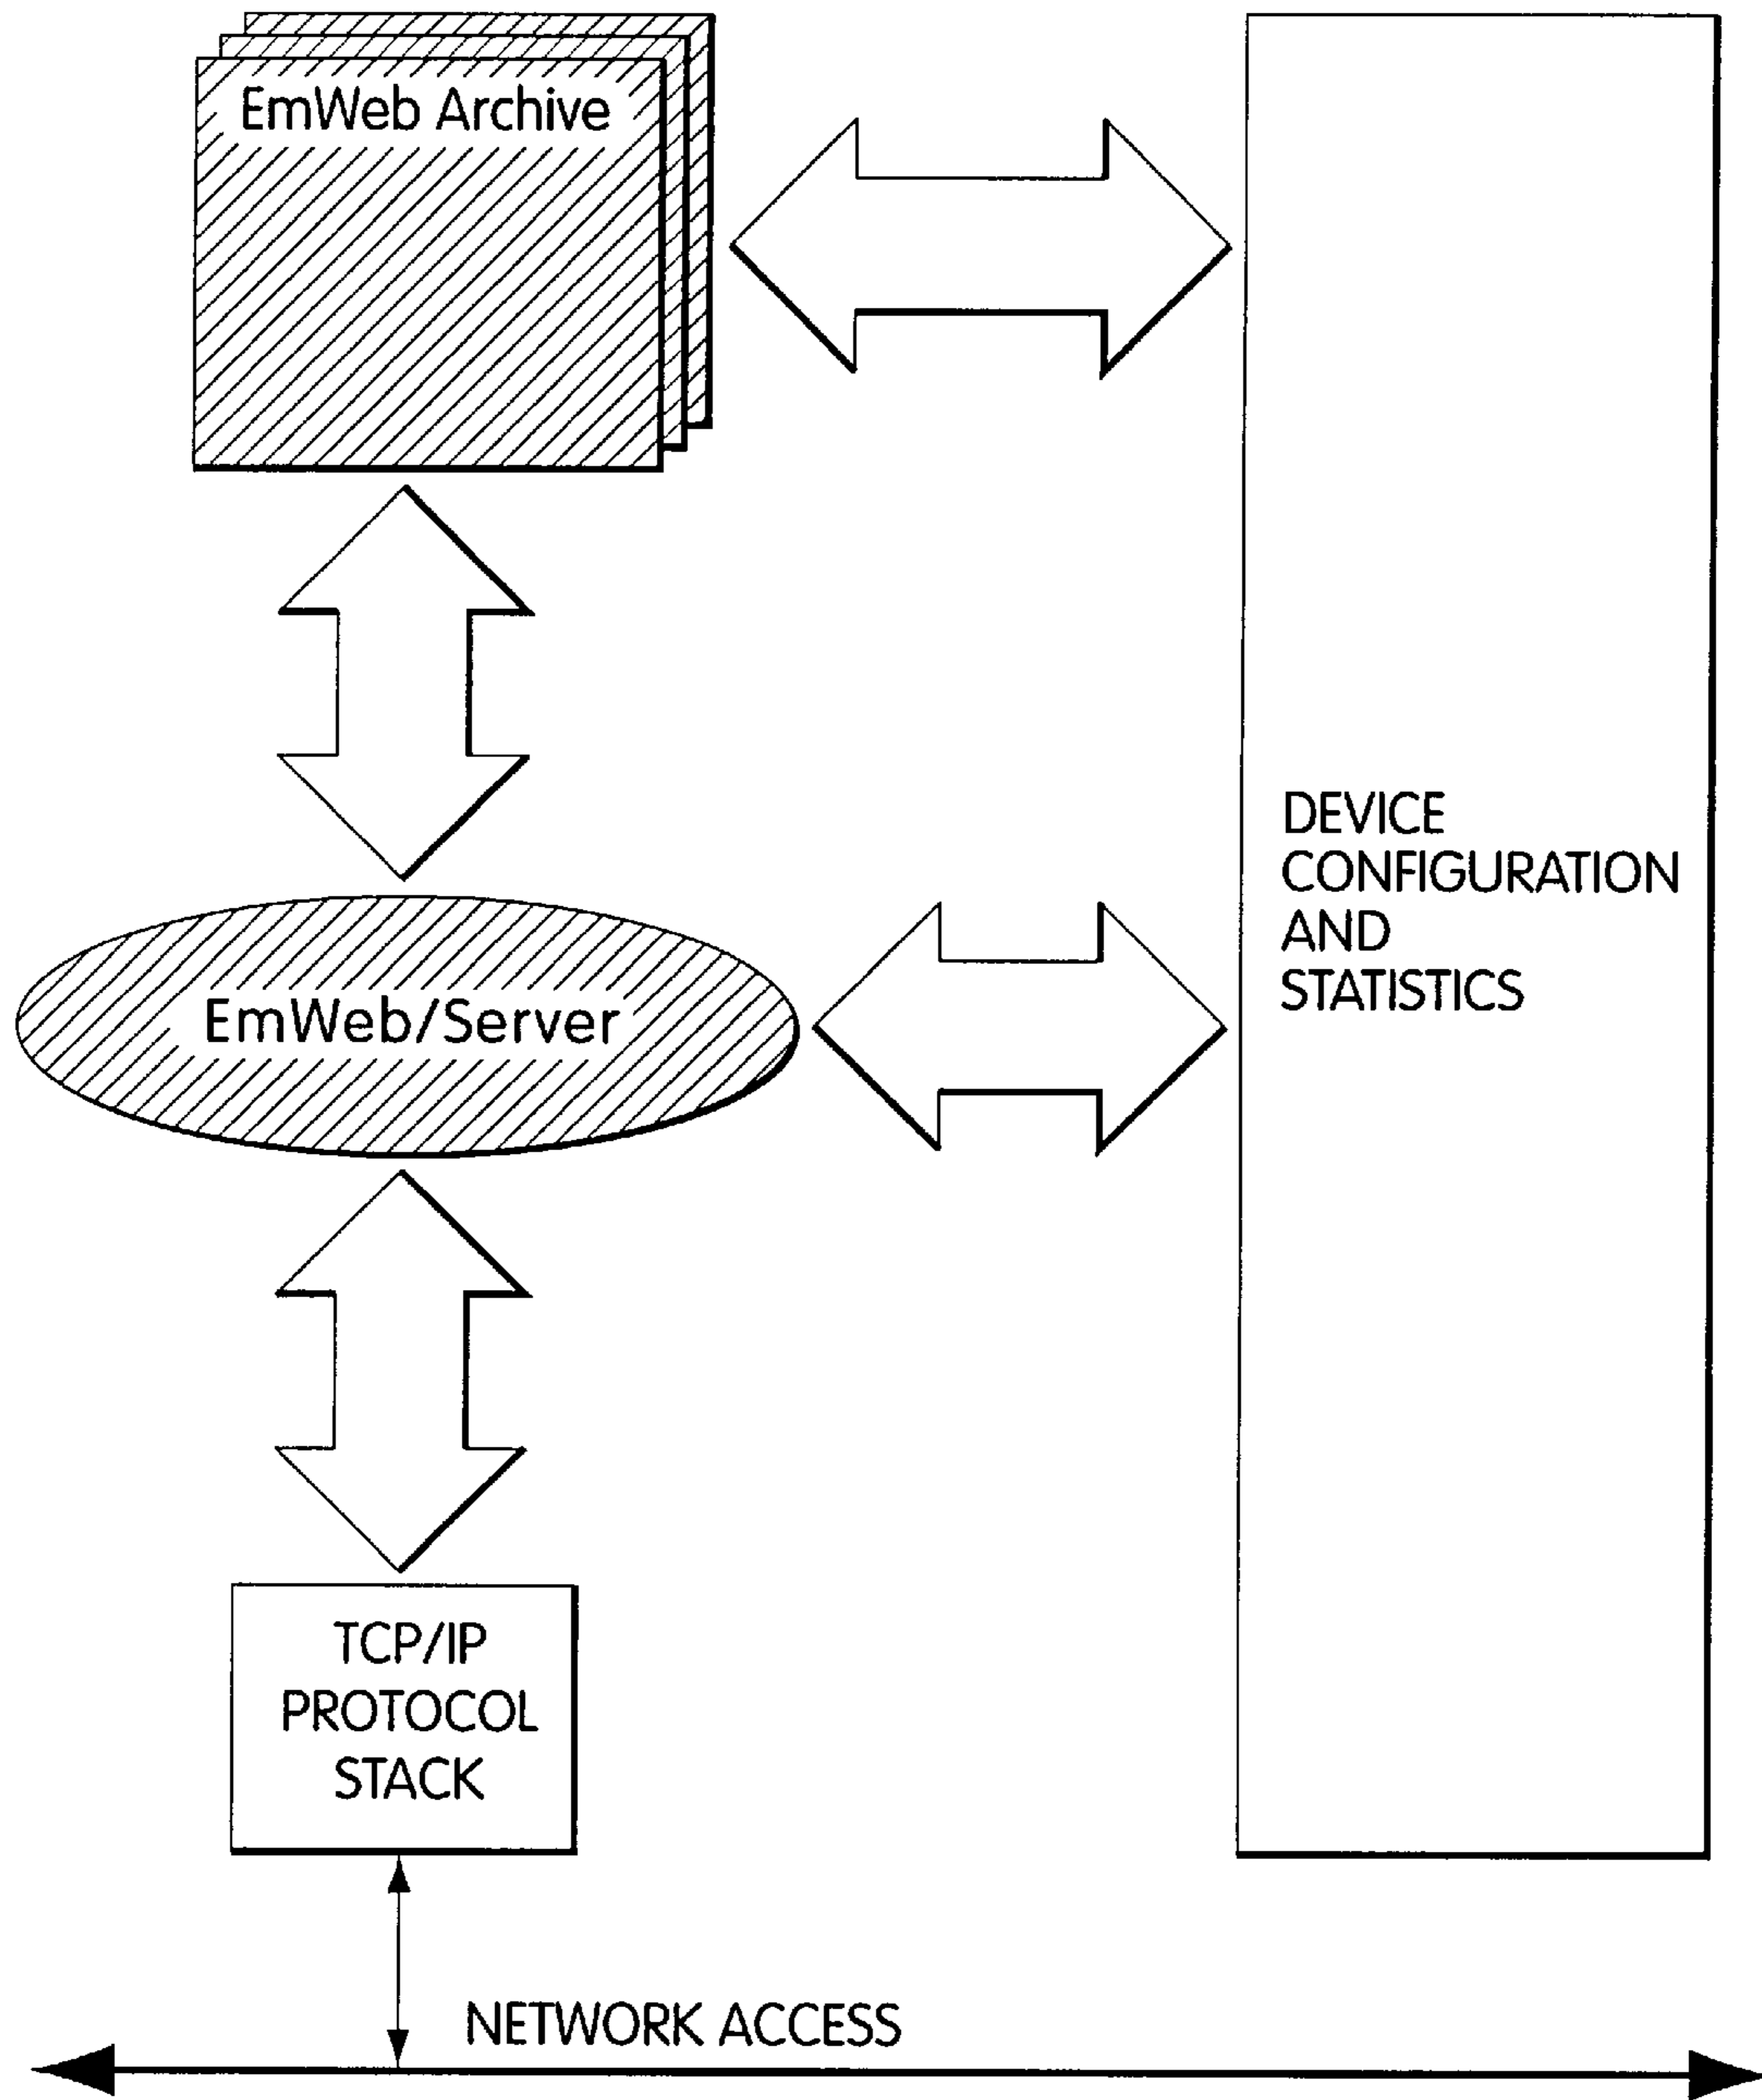 EmWeb Archive
DEVICE
CONFIGURATION
AND
STATISTICS
EmWeb/Server
TCP/IP
PROTOCOL
STACK
NETWORK ACCESS